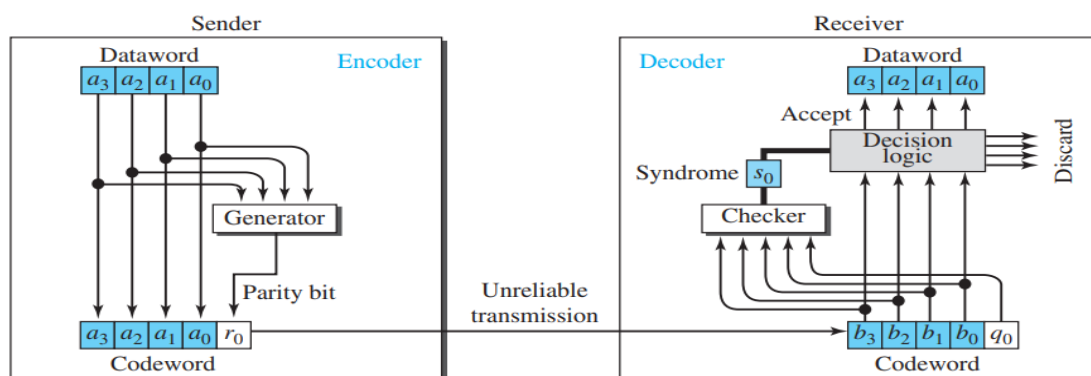 Sender
Dataword
Encoder
a3 a2 a1 a0
Generator
Parity bit
a3 a2 a1 a0 r0
Codeword
Unreliable
transmission
Receiver
Dataword
Decoder
a3 a2 a1 a0
Accept
Decision
logic
Discard
Syndrome s0
Checker
b3 b2 b1 b0 q0
Codeword